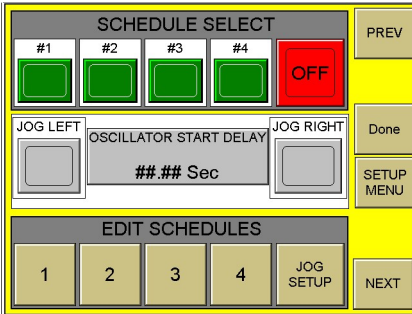 SCHEDULE SELECT
#1 #2 #3 #4
OFF
PREV
JOG LEFT
OSCILLATOR START DELAY
##.## Sec
JOG RIGHT
Done
SETUP
MENU
EDIT SCHEDULES
1 2 3 4
JOG
SETUP
NEXT